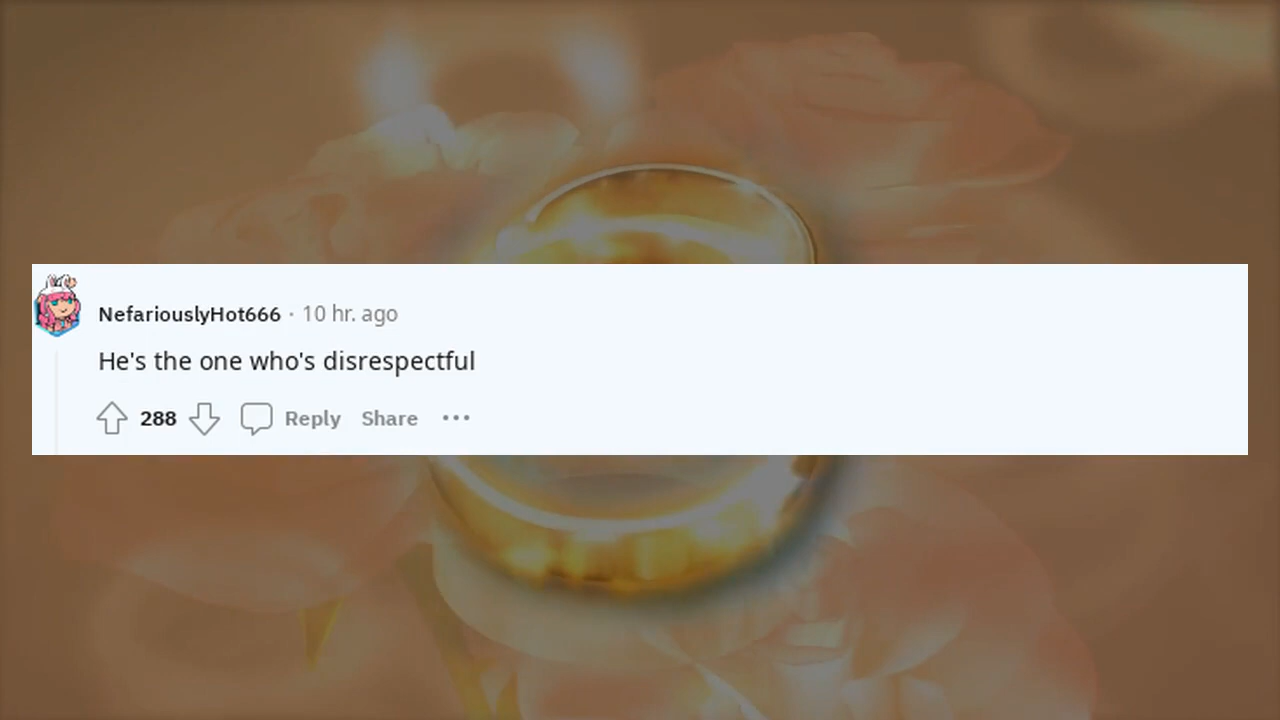 NefariouslyHot666 · 10 hr. ago
He's the one who's disrespectful
288 Reply Share ···